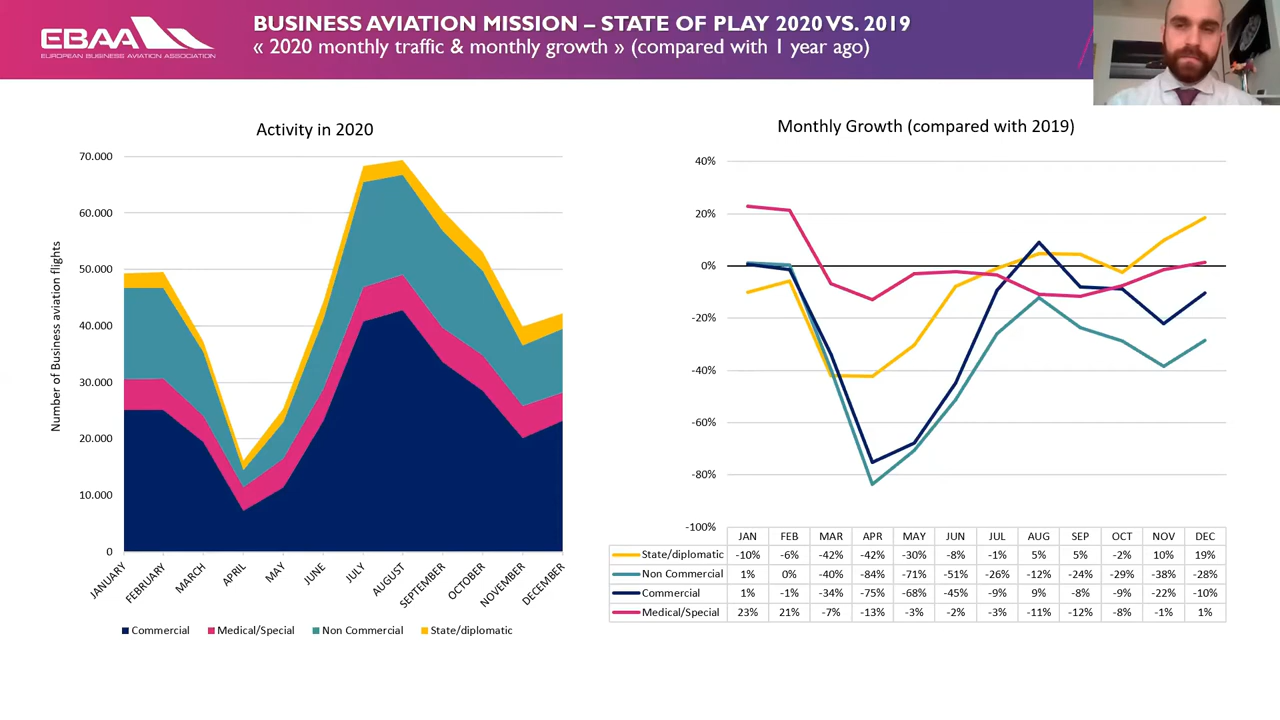 EBAA
EUROPEAN BUSINESS AVIATION ASSOCIATION
BUSINESS AVIATION MISSION – STATE OF PLAY 2020 VS. 2019
« 2020 monthly traffic & monthly growth » (compared with 1 year ago)
Activity in 2020
Number of Business aviation flights
70.000
60.000
50.000
40.000
30.000
20.000
10.000
0
JANUARY
FEBRUARY
MARCH
APRIL
MAY
JUNE
JULY
AUGUST
SEPTEMBER
OCTOBER
NOVEMBER
DECEMBER
Commercial Medical/Special Non Commercial State/diplomatic
Monthly Growth (compared with 2019)
40%
20%
0%
-20%
-40%
-60%
-80%
-100%
JAN FEB MAR APR MAY JUN JUL AUG SEP OCT NOV DEC
State/diplomatic -10% -6% -42% -42% -30% -8% -1% 5% 5% -2% 10% 19%
Non Commercial 1% 0% -40% -84% -71% -51% -26% -12% -24% -29% -38% -28%
Commercial 1% -1% -34% -75% -68% -45% -9% 9% -8% -9% -22% -10%
Medical/Special 23% 21% -7% -13% -3% -2% -3% -11% -12% -8% -1% 1%